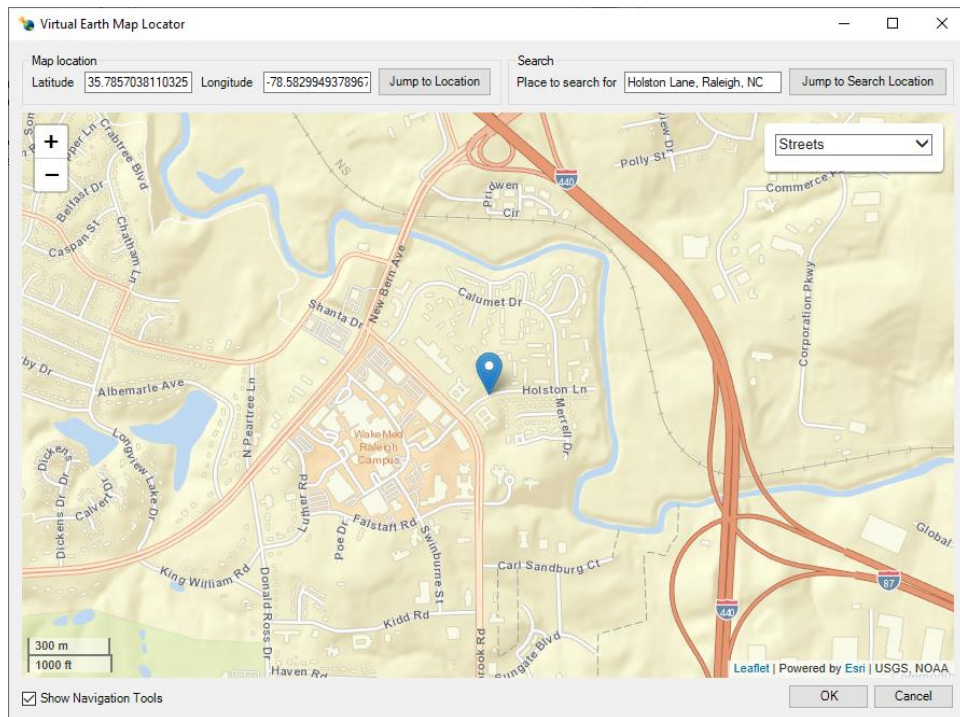 Virtual Earth Map Locator
Map location
Latitude 35.7857038110325 Longitude -78.5829949378967 Jump to Location
Search
Place to search for Holston Lane, Raleigh, NC Jump to Search Location
+
−
Streets
Crabtree Blvd
Belfast Dr
Caspan St
Chatham Ln
NS
Polly St
440
Commerce
Pridwen
Cir
New Bern Ave
Corporation Pkwy
Calumet Dr
Shanta Dr
Holston Ln
Merrell Dr
Albemarle Ave
N Peartree Ln
WakeMed
Raleigh
Campus
Longview Lake Dr
Dickens Dr
Calvert
Luther Rd
Poe Dr
Falstaff Rd
Swinburne St
Global
King William Rd
Donald Ross Dr
Carl Sandburg Ct
87
440
Kidd Rd
Sungate Blvd
Haven Rd
300 m
1000 ft
Leaflet | Powered by Esri | USGS, NOAA
Show Navigation Tools
OK
Cancel